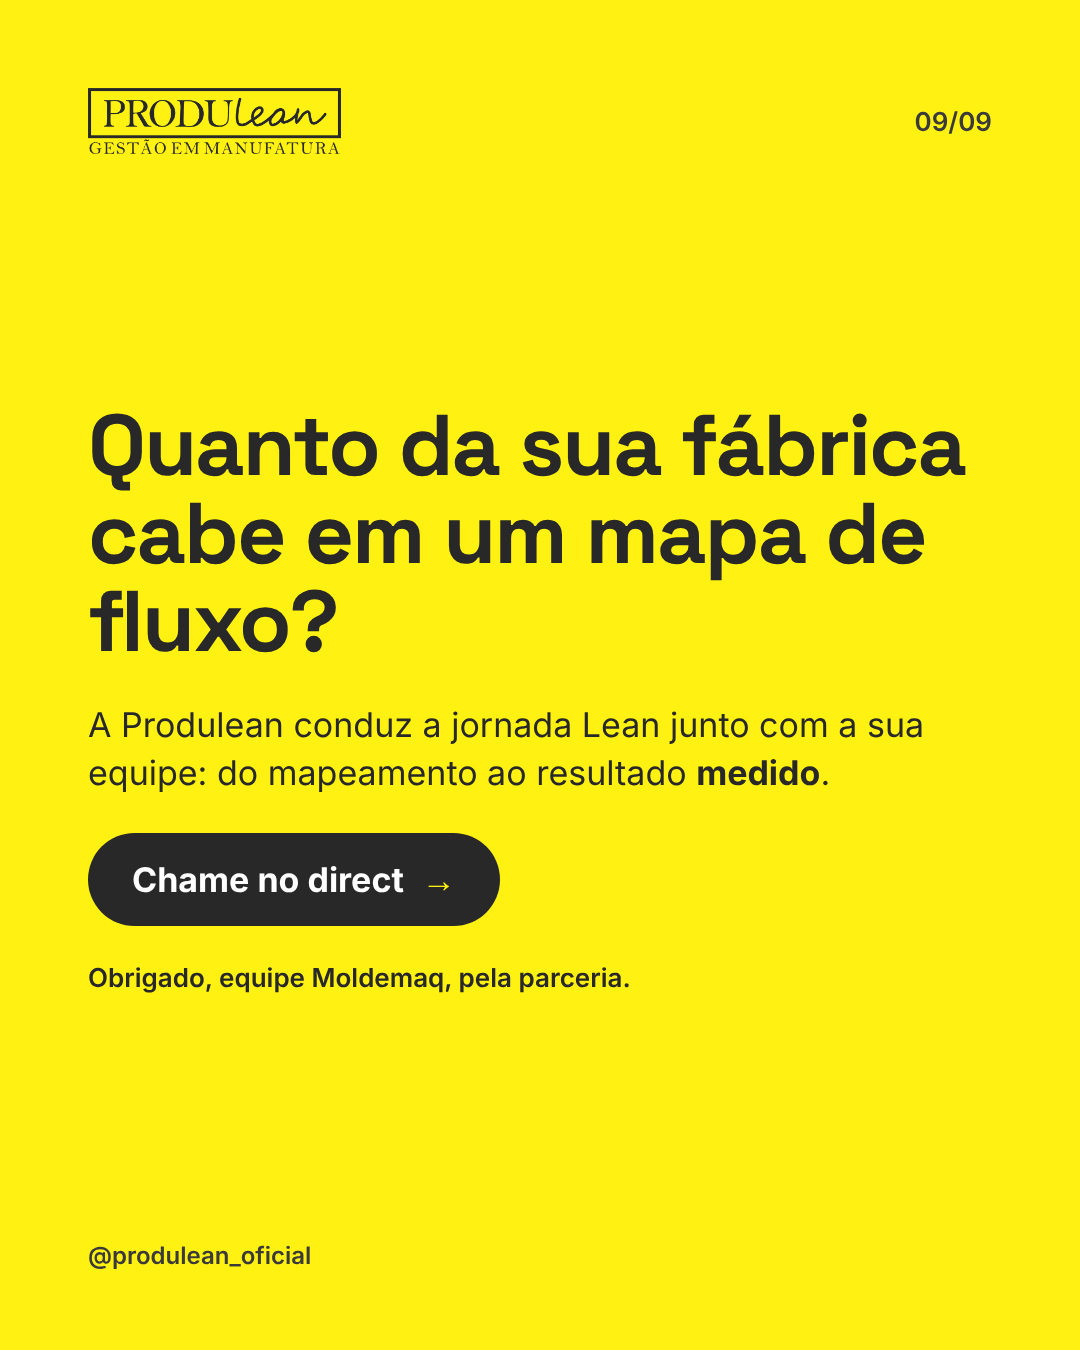 PRODUlean
GESTÃO EM MANUFATURA
09/09
Quanto da sua fábrica
cabe em um mapa de
fluxo?
A Produlean conduz a jornada Lean junto com a sua
equipe: do mapeamento ao resultado medido.
Chame no direct →
Obrigado, equipe Moldemaq, pela parceria.
@produlean_oficial